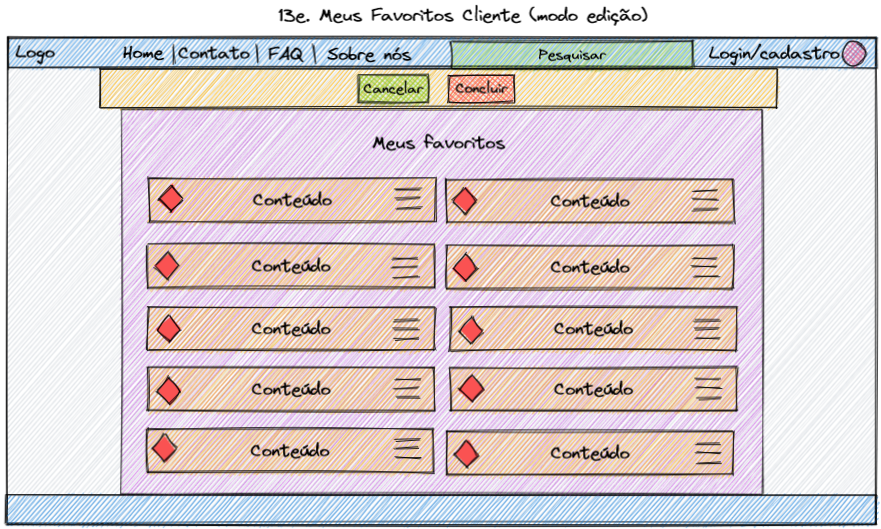 13e. Meus Favoritos Cliente (modo edição)
Logo Home | Contato | FAQ | Sobre nós Pesquisar Login/cadastro
Cancelar Concluir
Meus favoritos
Conteúdo Conteúdo
Conteúdo Conteúdo
Conteúdo Conteúdo
Conteúdo Conteúdo
Conteúdo Conteúdo